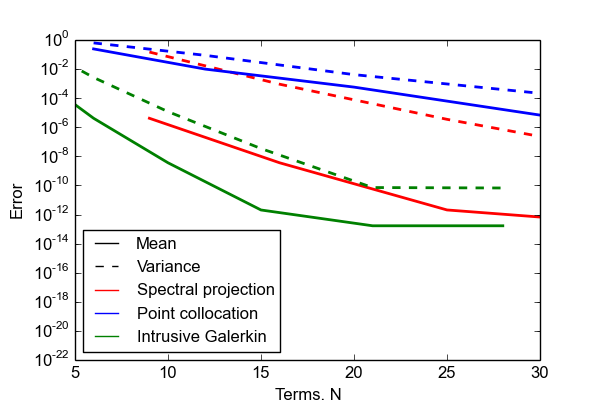 10^0
10^-2
10^-4
10^-6
10^-8
10^-10
10^-12
10^-14
10^-16
10^-18
10^-20
10^-22
Error
Mean
Variance
Spectral projection
Point collocation
Intrusive Galerkin
5 10 15 20 25 30
Terms, N